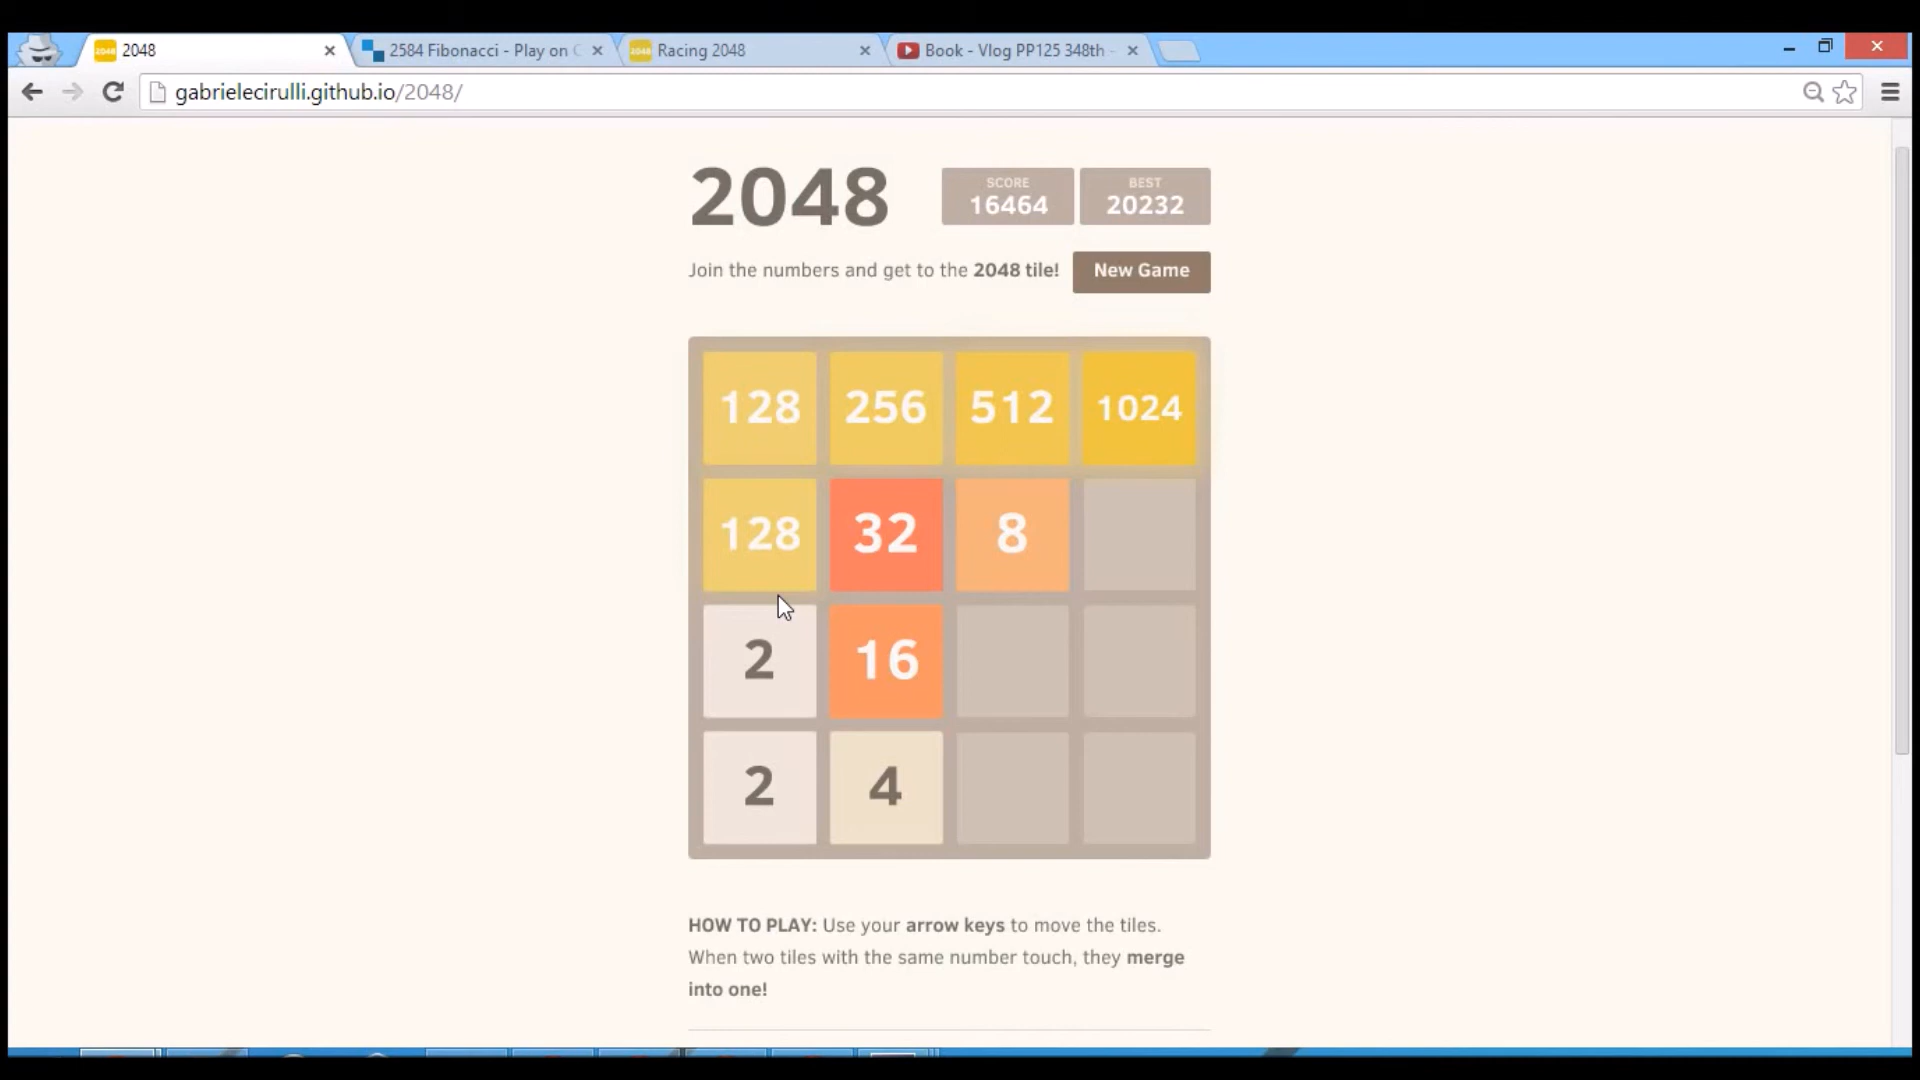 2048
2584 Fibonacci - Play on
Racing 2048
Book - Vlog PP125 348th -
gabrielecirulli.github.io/2048/
2048
SCORE
16464
BEST
20232
Join the numbers and get to the 2048 tile!
New Game
128 256 512 1024
128 32 8
2 16
2 4
HOW TO PLAY: Use your arrow keys to move the tiles.
When two tiles with the same number touch, they merge
into one!